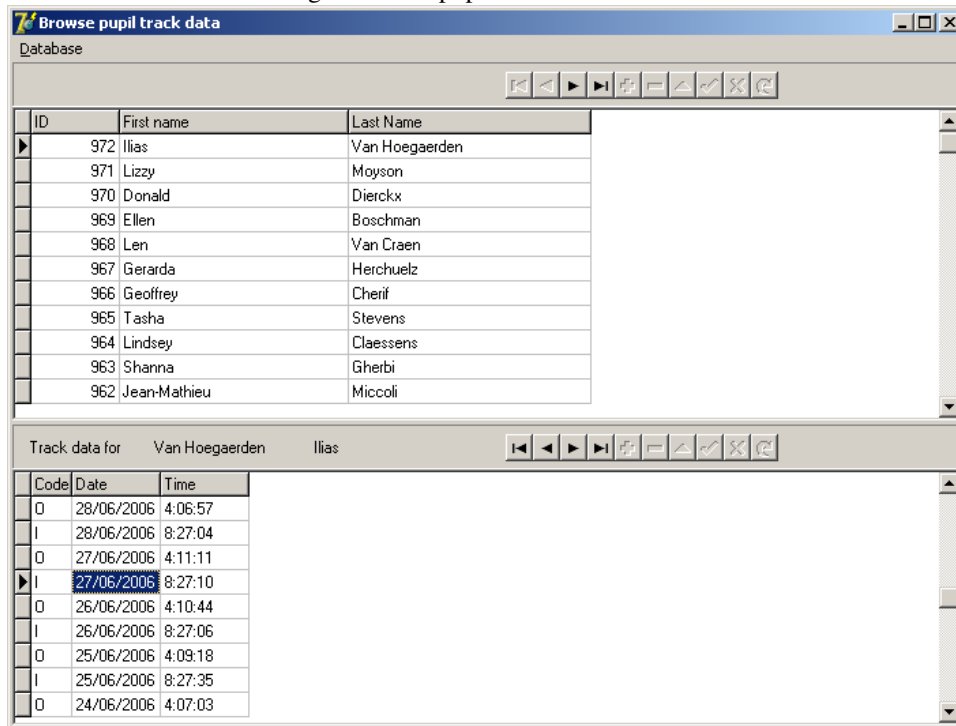 Browse pupil track data
Database
ID First name Last Name
972 Ilias Van Hoegaerden
971 Lizzy Moyson
970 Donald Dierckx
969 Ellen Boschman
968 Len Van Craen
967 Gerarda Herchuelz
966 Geoffrey Cherif
965 Tasha Stevens
964 Lindsey Claessens
963 Shanna Gherbi
962 Jean-Mathieu Miccoli
Track data for Van Hoegaerden Ilias
Code Date Time
O 28/06/2006 4:06:57
I 28/06/2006 8:27:04
O 27/06/2006 4:11:11
I 27/06/2006 8:27:10
O 26/06/2006 4:10:44
I 26/06/2006 8:27:06
O 25/06/2006 4:09:18
I 25/06/2006 8:27:35
O 24/06/2006 4:07:03